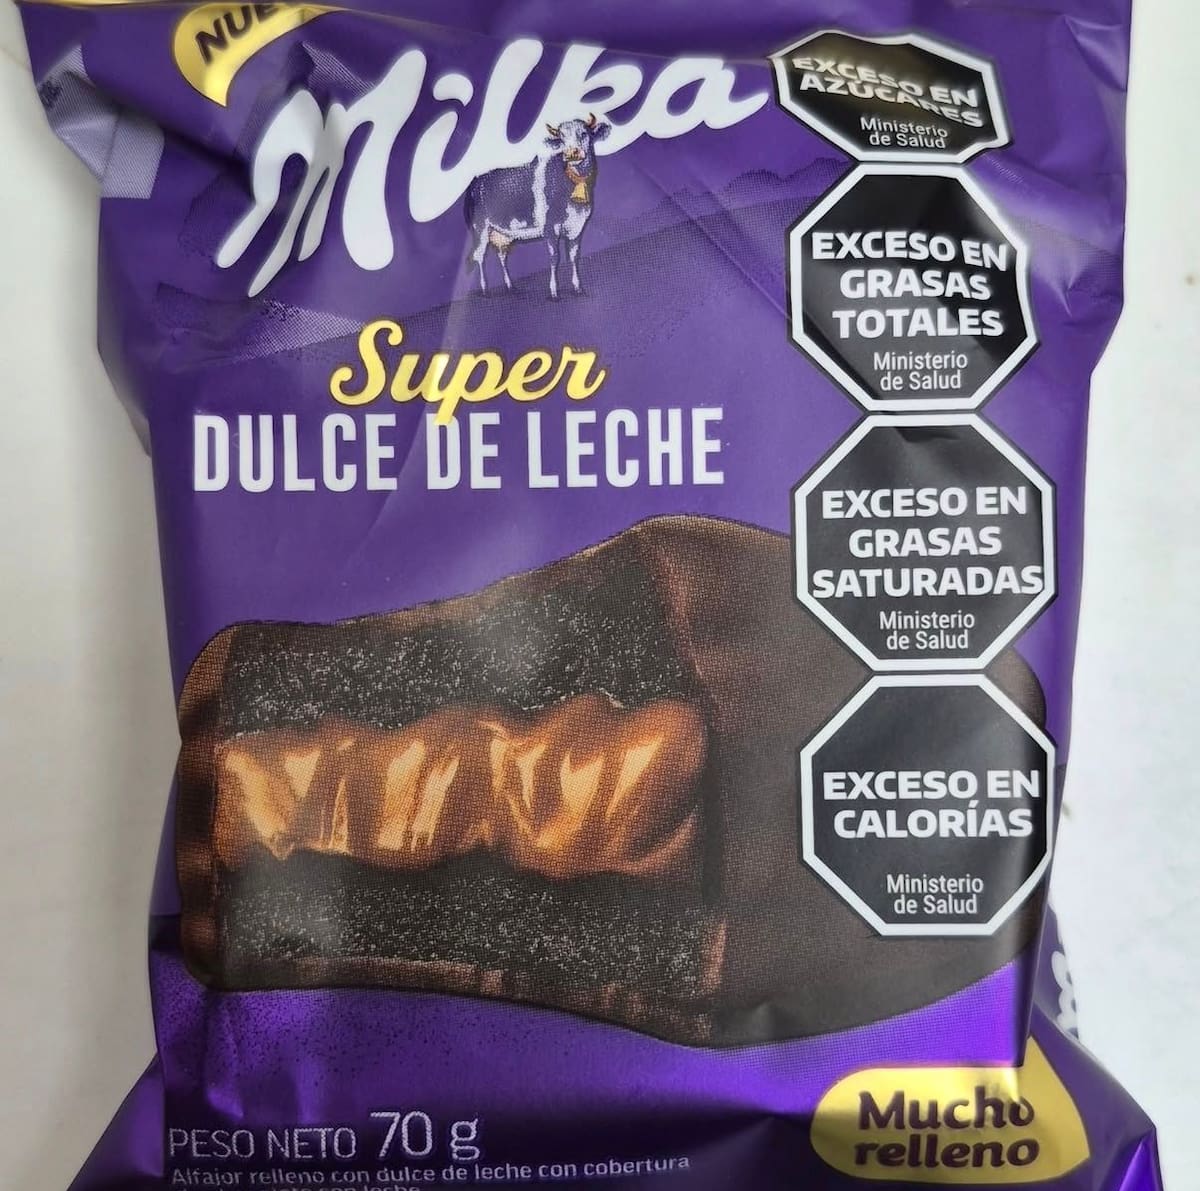 Milka
EXCESO EN
AZÚCARES
Ministerio
de Salud
EXCESO EN
GRASAS
TOTALES
Ministerio
de Salud
Super
DULCE DE LECHE
EXCESO EN
GRASAS
SATURADAS
Ministerio
de Salud
EXCESO EN
CALORÍAS
Ministerio
de Salud
Mucho
relleno
PESO NETO 70 g
Alfajor relleno con dulce de leche con cobertura